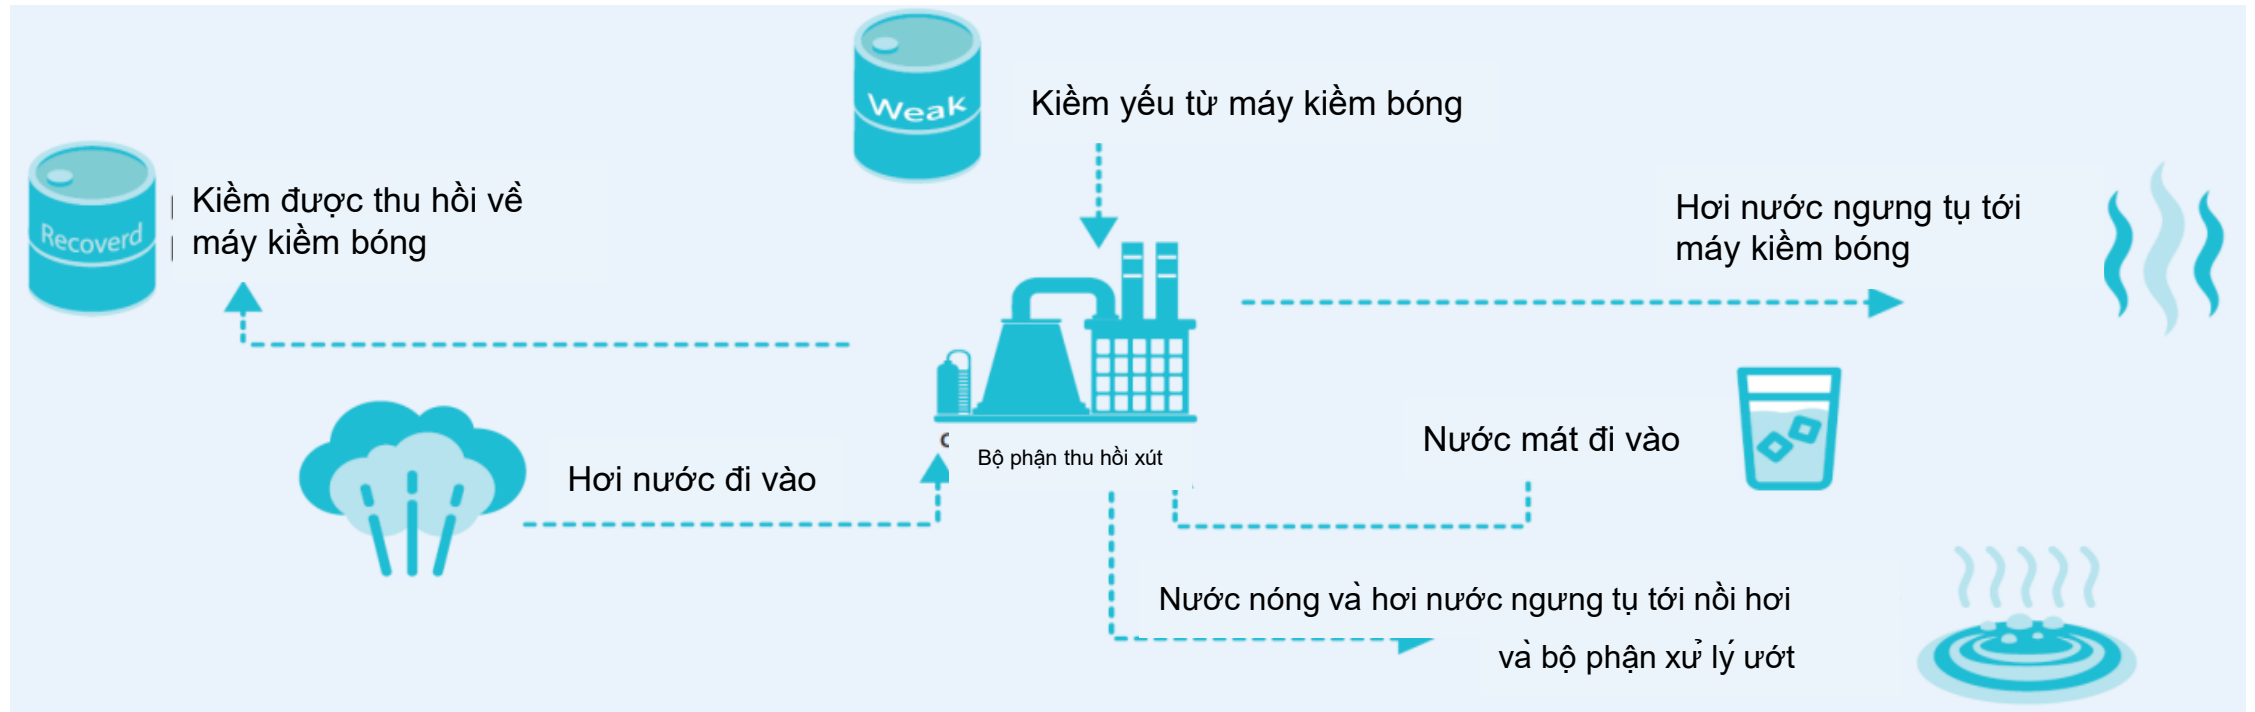 Weak
Kiềm yếu từ máy kiềm bóng
Recoverd
Kiềm được thu hồi về
máy kiềm bóng
Hơi nước ngưng tụ tới
máy kiềm bóng
Bộ phận thu hồi xút
Nước mát đi vào
Hơi nước đi vào
Nước nóng và hơi nước ngưng tụ tới nồi hơi
và bộ phận xử lý ướt